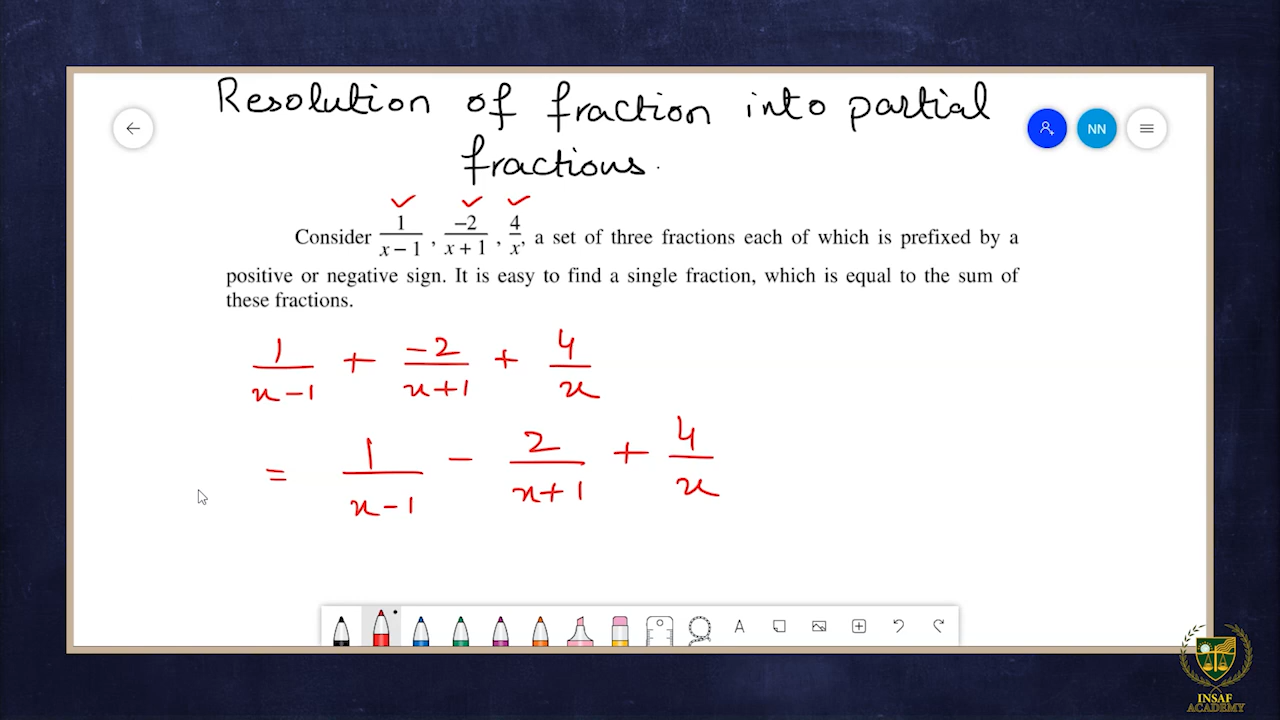 Resolution of fraction into partial
fractions.
NN
✓ ✓ ✓
Consider 1/(x − 1), −2/(x + 1), 4/x, a set of three fractions each of which is prefixed by a
positive or negative sign. It is easy to find a single fraction, which is equal to the sum of
these fractions.
1/(x−1) + −2/(x+1) + 4/x
= 1/(x−1) − 2/(x+1) + 4/x
A
INSAF
ACADEMY